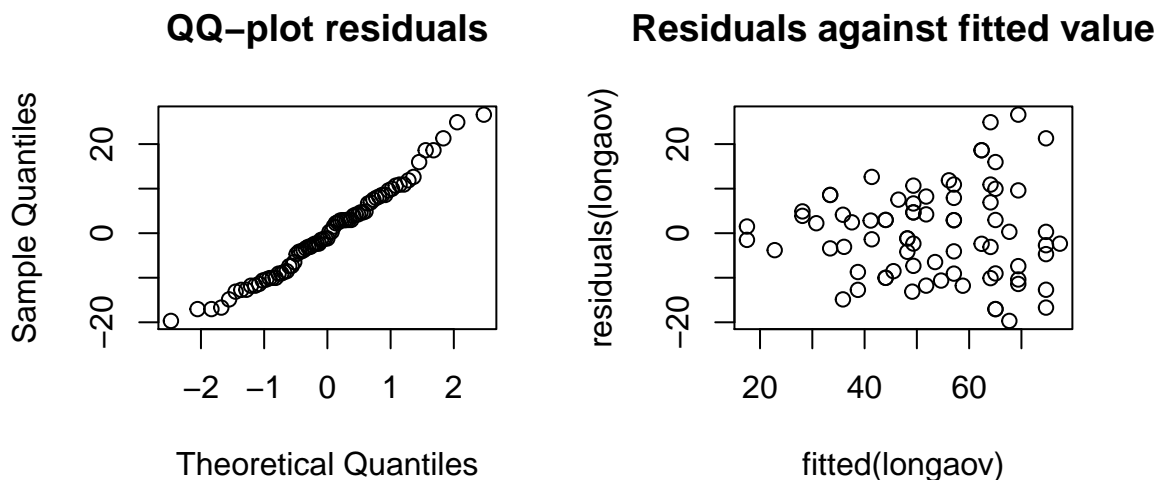 QQ−plot residuals
Sample Quantiles
20
0
−20
−2
−1
0
1
2
Theoretical Quantiles
Residuals against fitted value
residuals(longaov)
20
0
−20
20
40
60
fitted(longaov)